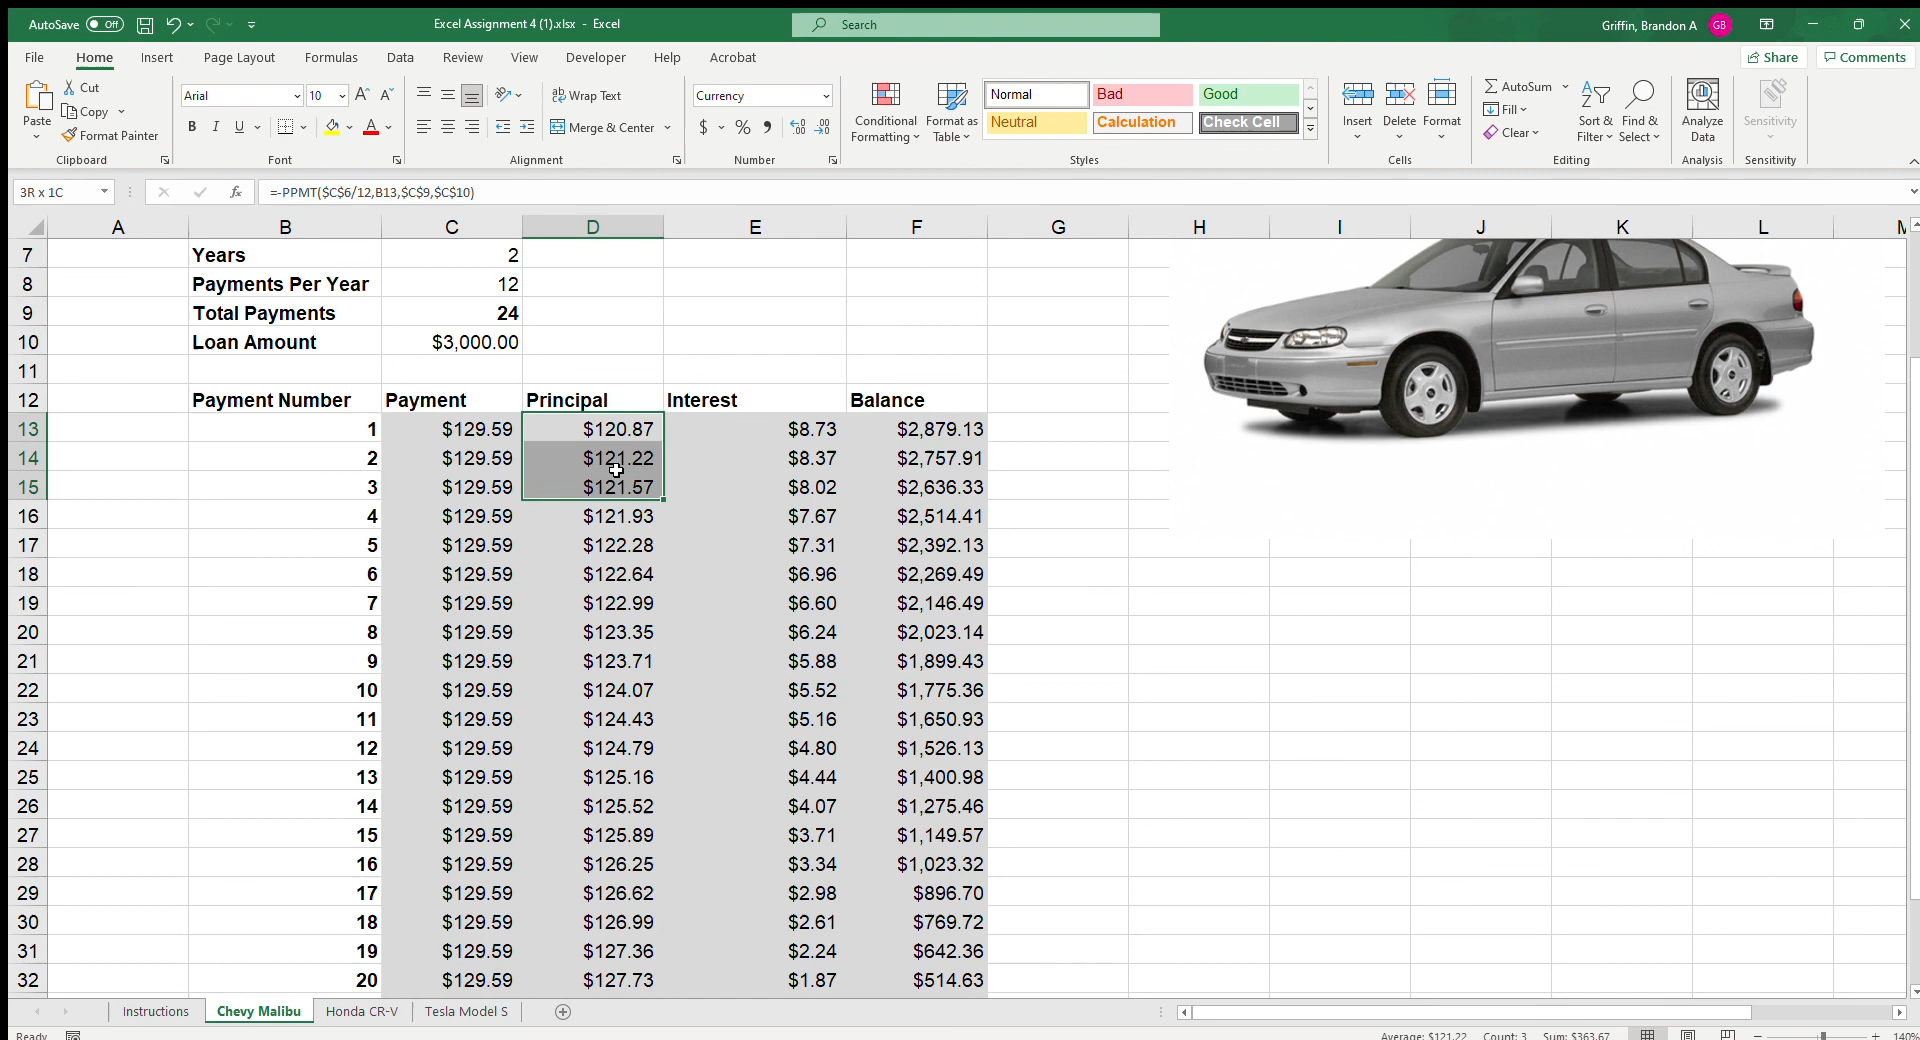 AutoSave Off Excel Assignment 4 (1).xlsx - Excel Search Griffin, Brandon A GB
File Home Insert Page Layout Formulas Data Review View Developer Help Acrobat Share Comments
Paste Cut Copy Format Painter
Clipboard
Arial 10 A A
B I U A
Font
Wrap Text
Merge & Center
Alignment
Currency
$ % 9
Number
Conditional Formatting Format as Table
Normal Bad Good
Neutral Calculation Check Cell
Styles
Insert Delete Format
Cells
AutoSum
Fill
Clear
Sort & Filter Find & Select
Editing
Analyze Data
Analysis
Sensitivity
Sensitivity
3R x 1C fx =-PPMT($C$6/12,B13,$C$9,$C$10)
A B C D E F G H I J K L
7 Years 2
8 Payments Per Year 12
9 Total Payments 24
10 Loan Amount $3,000.00
11
12 Payment Number Payment Principal Interest Balance
13 1 $129.59 $120.87 $8.73 $2,879.13
14 2 $129.59 $121.22 $8.37 $2,757.91
15 3 $129.59 $121.57 $8.02 $2,636.33
16 4 $129.59 $121.93 $7.67 $2,514.41
17 5 $129.59 $122.28 $7.31 $2,392.13
18 6 $129.59 $122.64 $6.96 $2,269.49
19 7 $129.59 $122.99 $6.60 $2,146.49
20 8 $129.59 $123.35 $6.24 $2,023.14
21 9 $129.59 $123.71 $5.88 $1,899.43
22 10 $129.59 $124.07 $5.52 $1,775.36
23 11 $129.59 $124.43 $5.16 $1,650.93
24 12 $129.59 $124.79 $4.80 $1,526.13
25 13 $129.59 $125.16 $4.44 $1,400.98
26 14 $129.59 $125.52 $4.07 $1,275.46
27 15 $129.59 $125.89 $3.71 $1,149.57
28 16 $129.59 $126.25 $3.34 $1,023.32
29 17 $129.59 $126.62 $2.98 $896.70
30 18 $129.59 $126.99 $2.61 $769.72
31 19 $129.59 $127.36 $2.24 $642.36
32 20 $129.59 $127.73 $1.87 $514.63
Instructions Chevy Malibu Honda CR-V Tesla Model S
Ready Average: $121.22 Count: 3 Sum: $363.67 140%